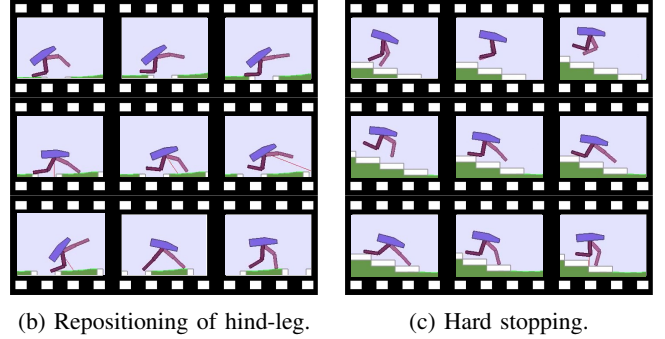 (b) Repositioning of hind-leg.
(c) Hard stopping.